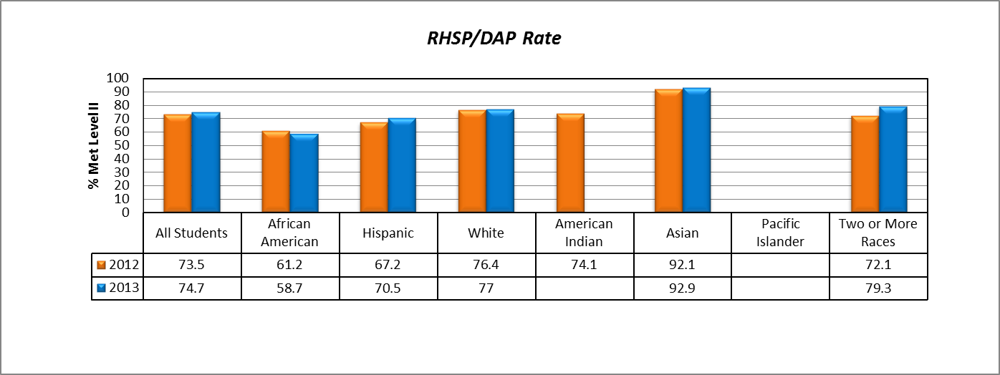 RHSP/DAP Rate
% Met Level II
100
90
80
70
60
50
40
30
20
10
0
All Students
African
American
Hispanic
White
American
Indian
Asian
Pacific
Islander
Two or More
Races
2012 73.5 61.2 67.2 76.4 74.1 92.1 72.1
2013 74.7 58.7 70.5 77 92.9 79.3